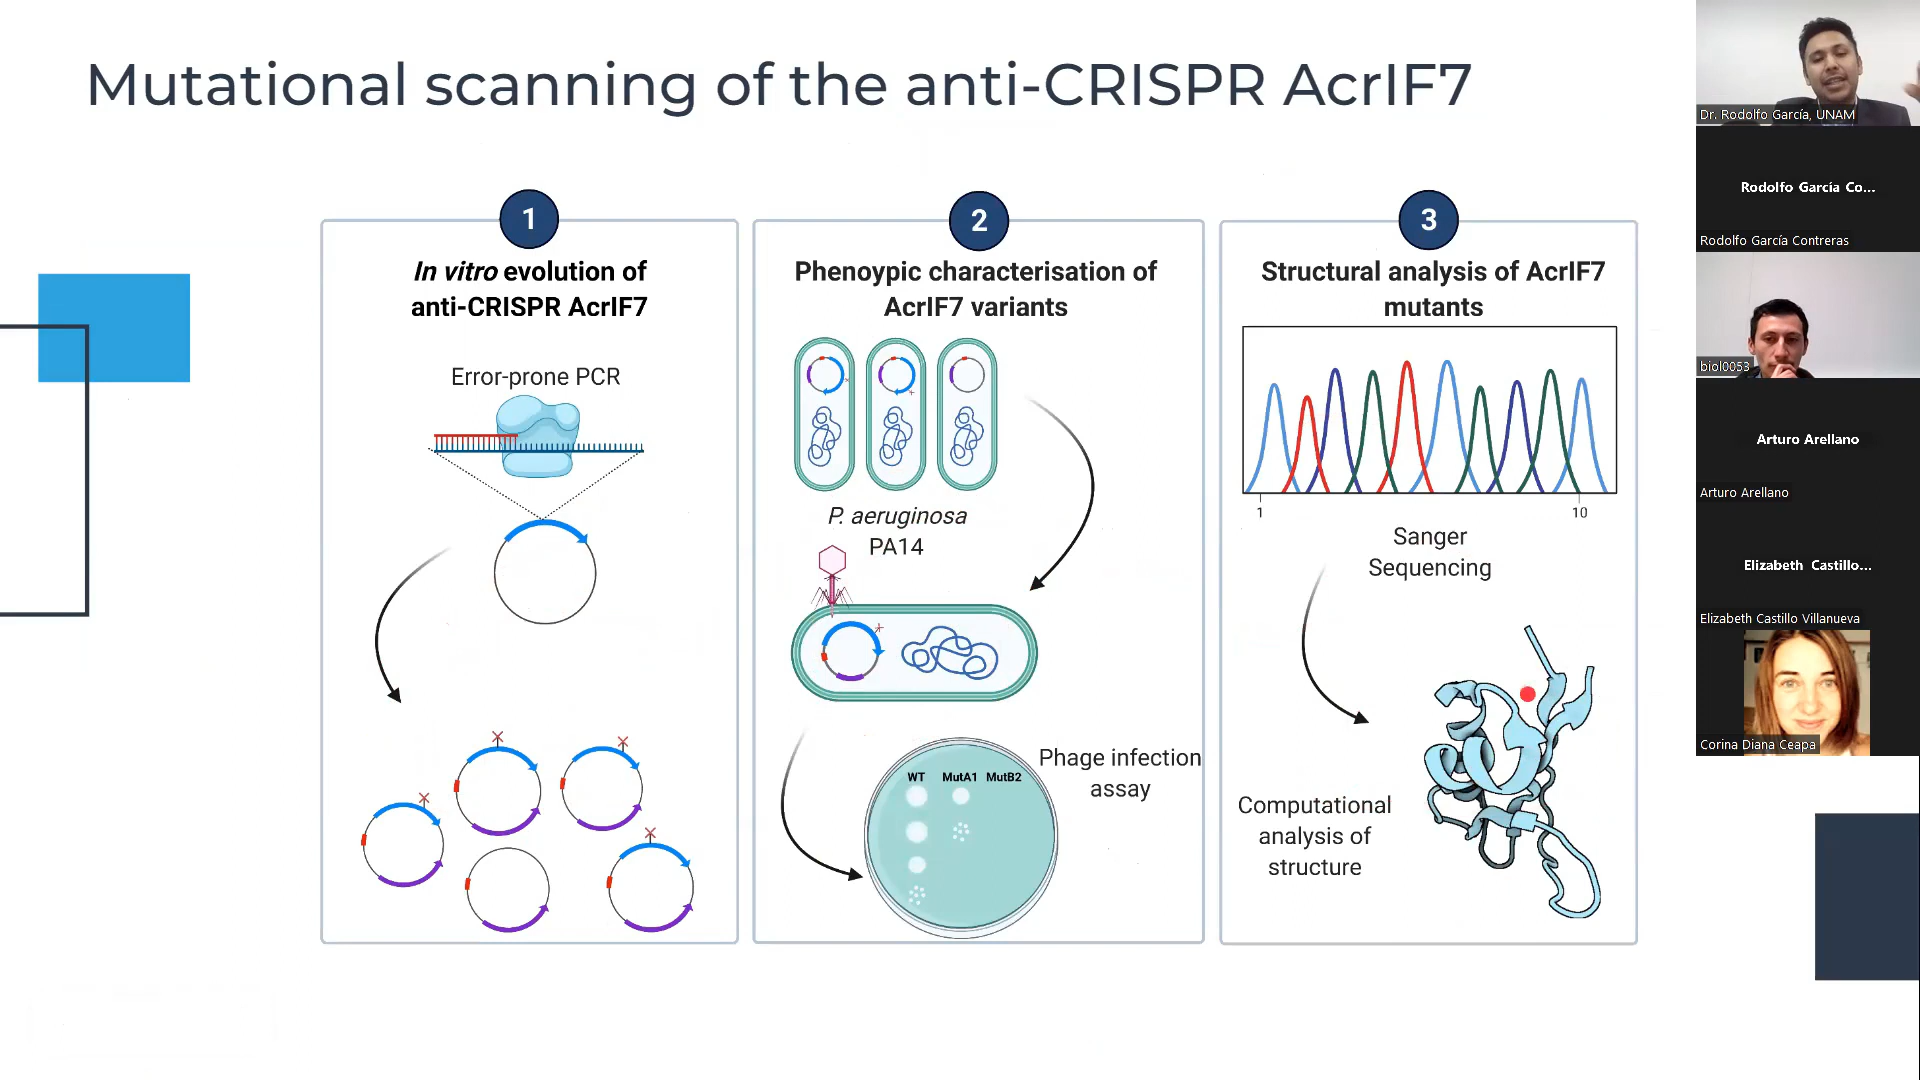 Mutational scanning of the anti-CRISPR AcrIF7
1
In vitro evolution of
anti-CRISPR AcrIF7
Error-prone PCR
2
Phenoypic characterisation of
AcrIF7 variants
P. aeruginosa
PA14
Phage infection
assay
WT MutA1 MutB2
3
Structural analysis of AcrIF7
mutants
1 10
Sanger
Sequencing
Computational
analysis of
structure
Dr. Rodolfo García, UNAM
Rodolfo García Co...
Rodolfo García Contreras
biol0053
Arturo Arellano
Arturo Arellano
Elizabeth Castillo...
Elizabeth Castillo Villanueva
Corina Diana Ceapa